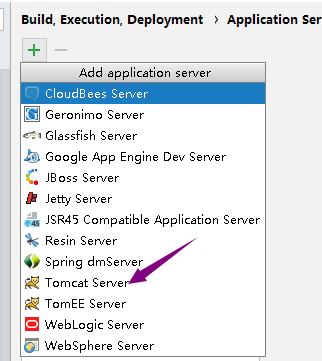 Build, Execution, Deployment › Application Ser
Add application server
CloudBees Server
Geronimo Server
Glassfish Server
Google App Engine Dev Server
JBoss Server
Jetty Server
JSR45 Compatible Application Server
Resin Server
Spring dmServer
Tomcat Server
TomEE Server
WebLogic Server
WebSphere Server